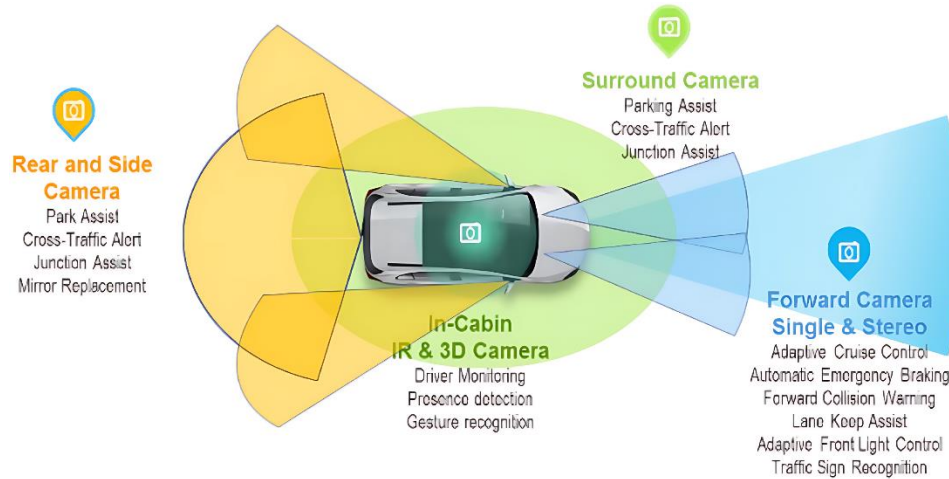 Surround Camera
Parking Assist
Cross-Traffic Alert
Junction Assist
Rear and Side
Camera
Park Assist
Cross-Traffic Alert
Junction Assist
Mirror Replacement
In-Cabin
IR & 3D Camera
Driver Monitoring
Presence detection
Gesture recognition
Forward Camera
Single & Stereo
Adaptive Cruise Control
Automatic Emergency Braking
Forward Collision Warning
Lane Keep Assist
Adaptive Front Light Control
Traffic Sign Recognition